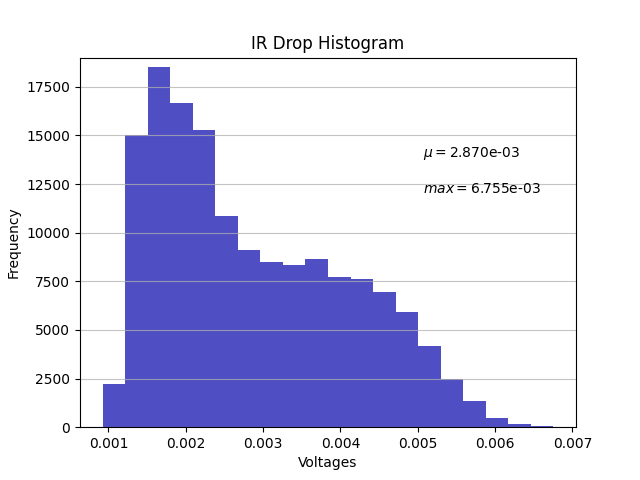 IR Drop Histogram
17500
15000
12500
10000
7500
5000
2500
0
Frequency
μ = 2.870e-03
max = 6.755e-03
0.001 0.002 0.003 0.004 0.005 0.006 0.007
Voltages